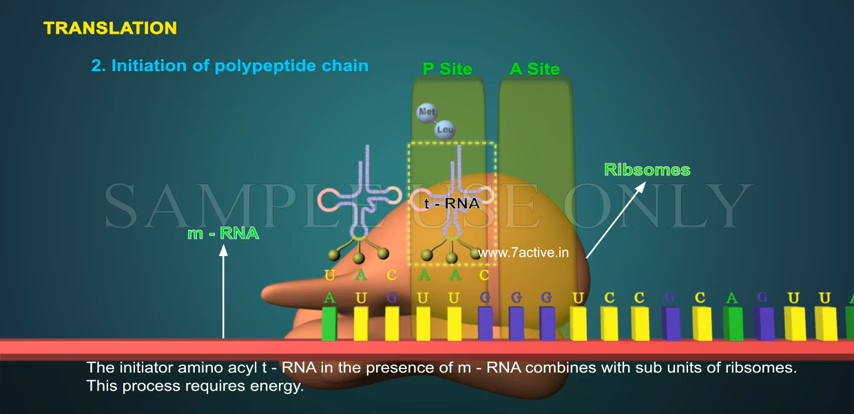 TRANSLATION
2. Initiation of polypeptide chain
P Site
A Site
Met
Leu
Ribsomes
SAMPLE USE ONLY
t - RNA
m - RNA
www.7active.in
U A C A A C
A U G U U G G G U C C G C A G U U A
The initiator amino acyl t - RNA in the presence of m - RNA combines with sub units of ribsomes.
This process requires energy.